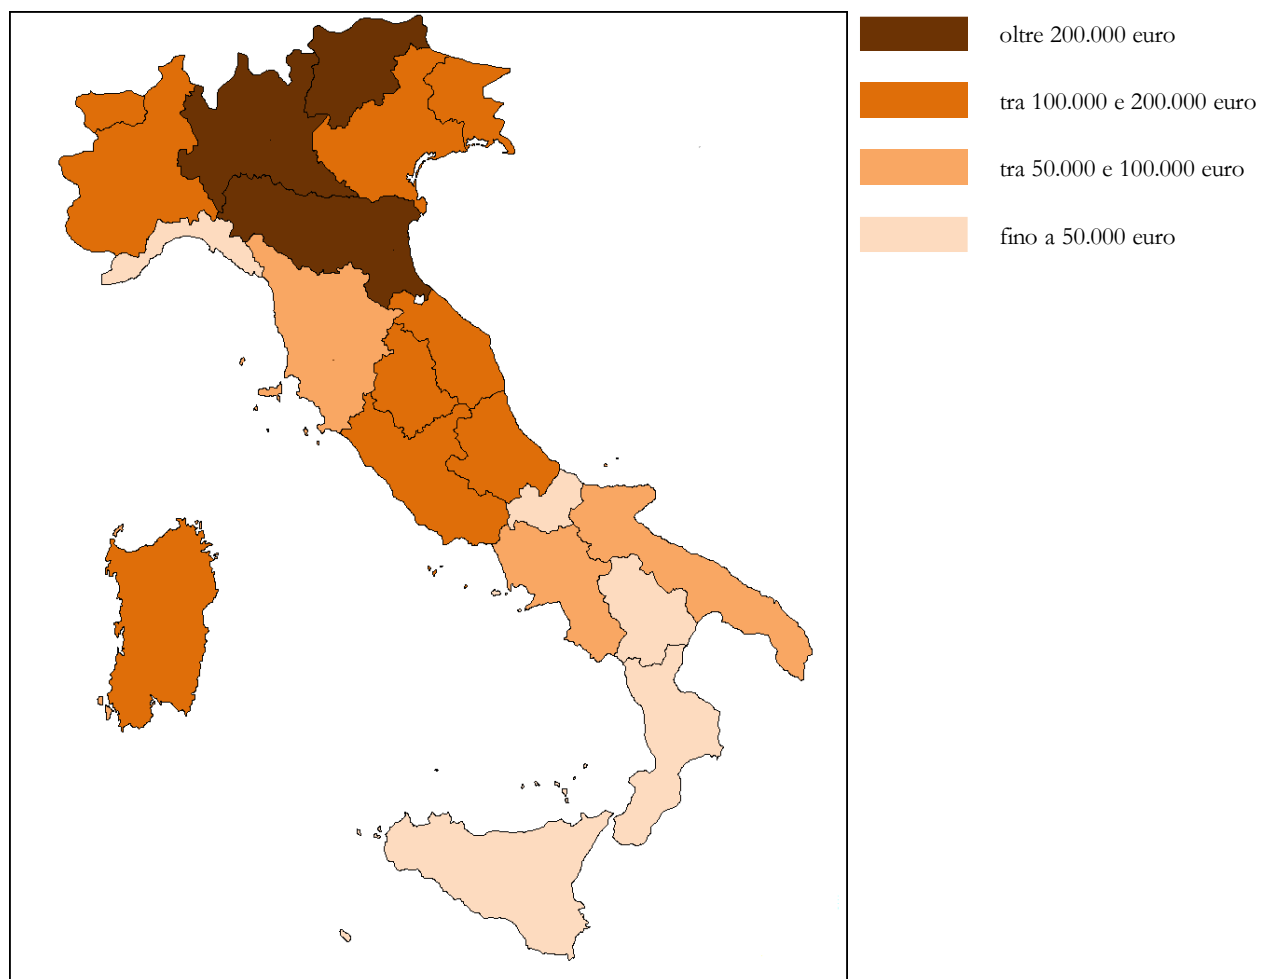 oltre 200.000 euro
tra 100.000 e 200.000 euro
tra 50.000 e 100.000 euro
fino a 50.000 euro